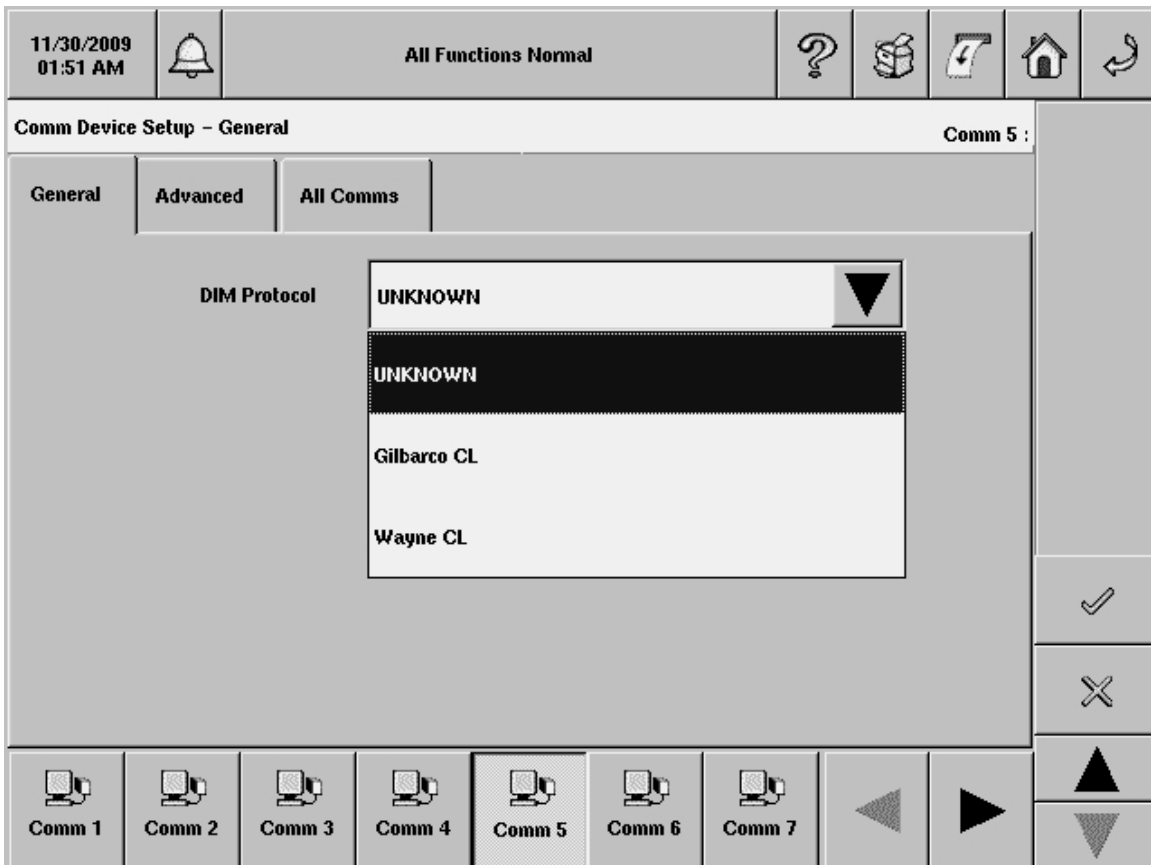 11/30/2009
01:51 AM
All Functions Normal
Comm Device Setup - General
Comm 5 :
General
Advanced
All Comms
DIM Protocol
UNKNOWN
UNKNOWN
Gilbarco CL
Wayne CL
Comm 1
Comm 2
Comm 3
Comm 4
Comm 5
Comm 6
Comm 7